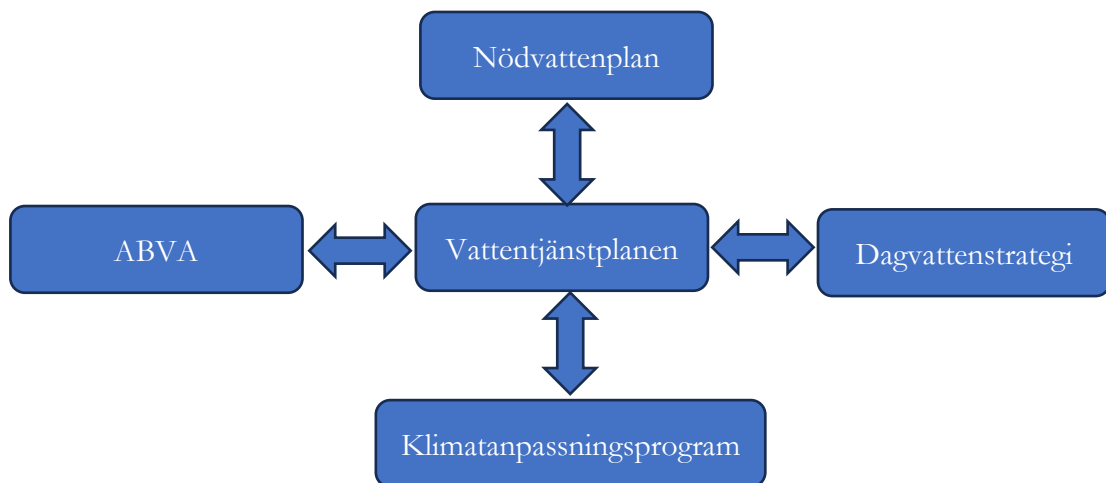 Nödvattenplan
ABVA
Vattentjänstplanen
Dagvattenstrategi
Klimatanpassningsprogram